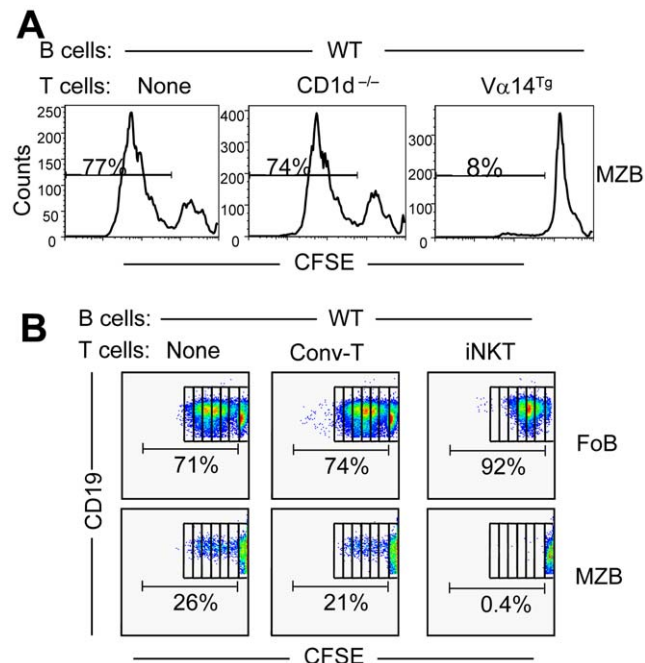 A
B cells: WT
T cells: None CD1d⁻/⁻ Vα14ᵀᵍ
250 200 150 100 50 0
400 300 200 100 0
300 200 100 0
Counts
77% 74% 8%
MZB
CFSE
B
B cells: WT
T cells: None Conv-T iNKT
CD19
71% 74% 92%
FoB
26% 21% 0.4%
MZB
CFSE